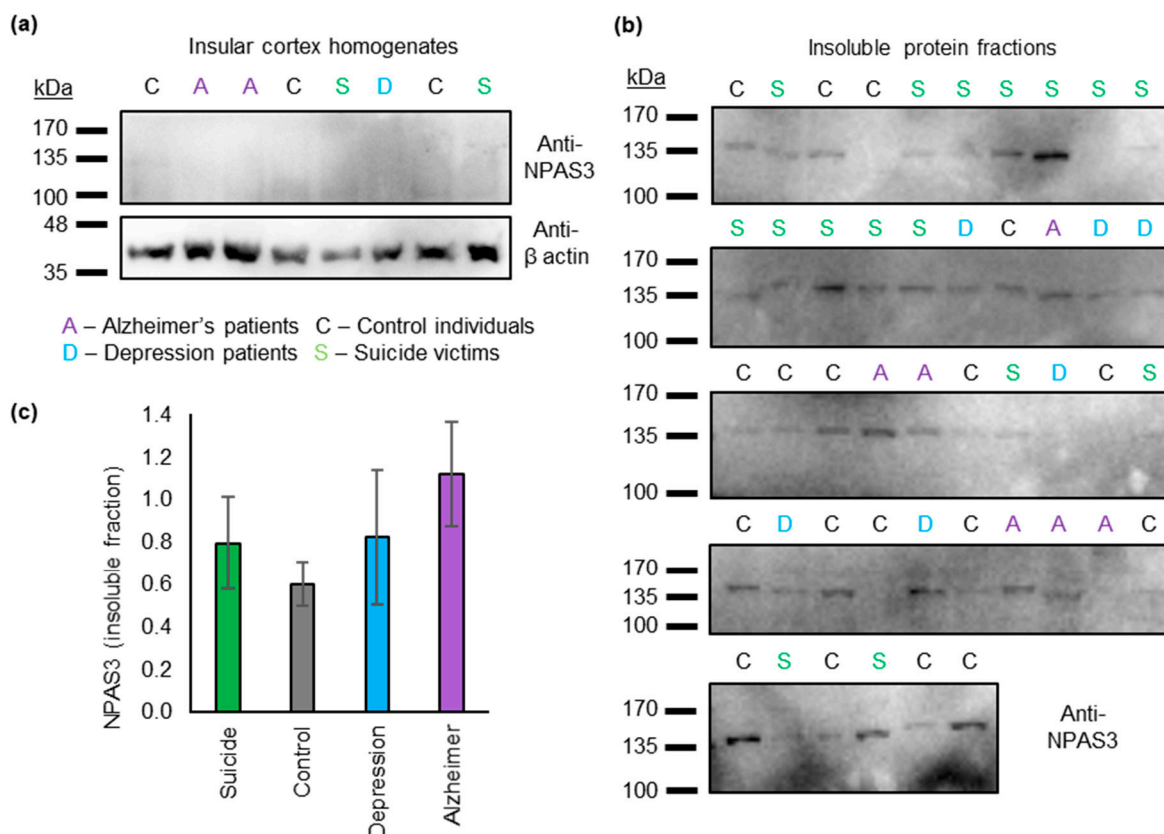 (a)
Insular cortex homogenates
kDa
C A A C S D C S
170
135
100
Anti-
NPAS3
48
35
Anti-
β actin
A – Alzheimer's patients C – Control individuals
D – Depression patients S – Suicide victims
(b)
Insoluble protein fractions
kDa
C S C C S S S S S S
170
135
100
S S S S S D C A D D
170
135
100
C C C A A C S D C S
170
135
100
C D C C D C A A A C
170
135
100
C S C S C C
170
135
100
Anti-
NPAS3
(c)
NPAS3 (insoluble fraction)
1.4
1.2
1.0
0.8
0.6
0.4
0.2
0.0
Suicide
Control
Depression
Alzheimer